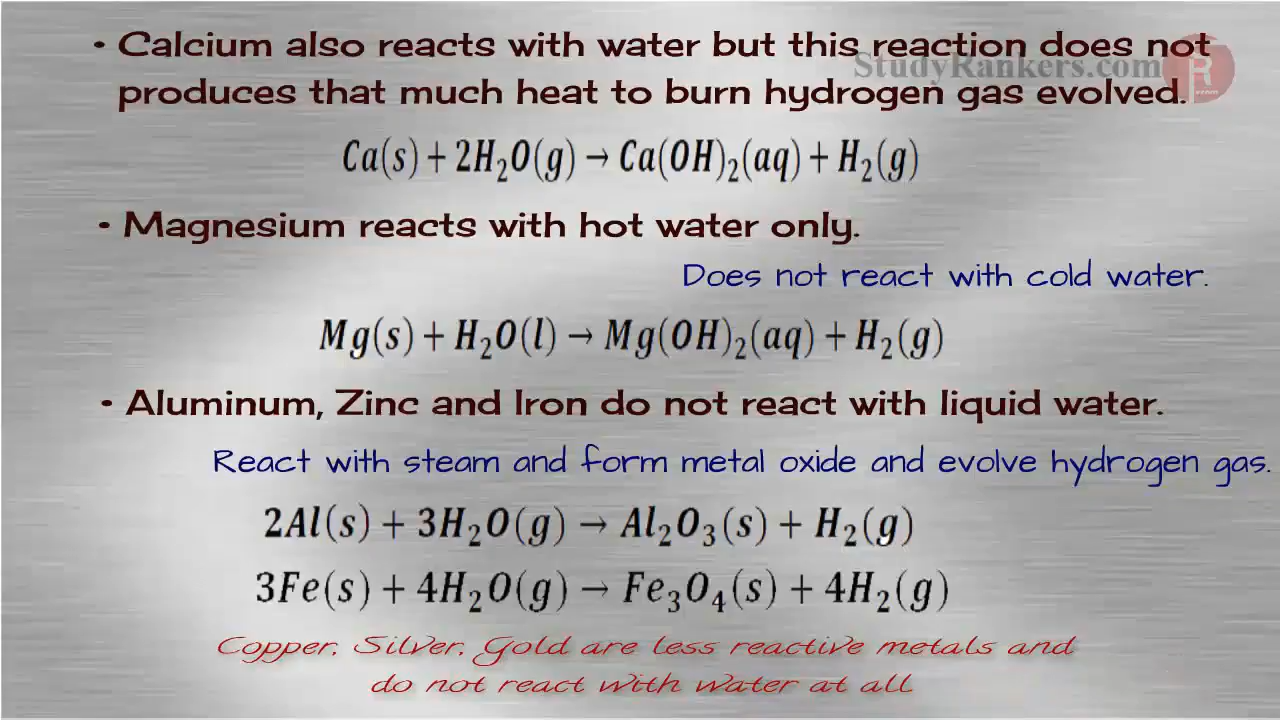 • Calcium also reacts with water but this reaction does not
StudyRankers.com
produces that much heat to burn hydrogen gas evolved.
Ca(s) + 2H₂O(g) → Ca(OH)₂(aq) + H₂(g)
• Magnesium reacts with hot water only.
Does not react with cold water.
Mg(s) + H₂O(l) → Mg(OH)₂(aq) + H₂(g)
• Aluminum, Zinc and Iron do not react with liquid water.
React with steam and form metal oxide and evolve hydrogen gas.
2Al(s) + 3H₂O(g) → Al₂O₃(s) + H₂(g)
3Fe(s) + 4H₂O(g) → Fe₃O₄(s) + 4H₂(g)
Copper, Silver, Gold are less reactive metals and
do not react with water at all